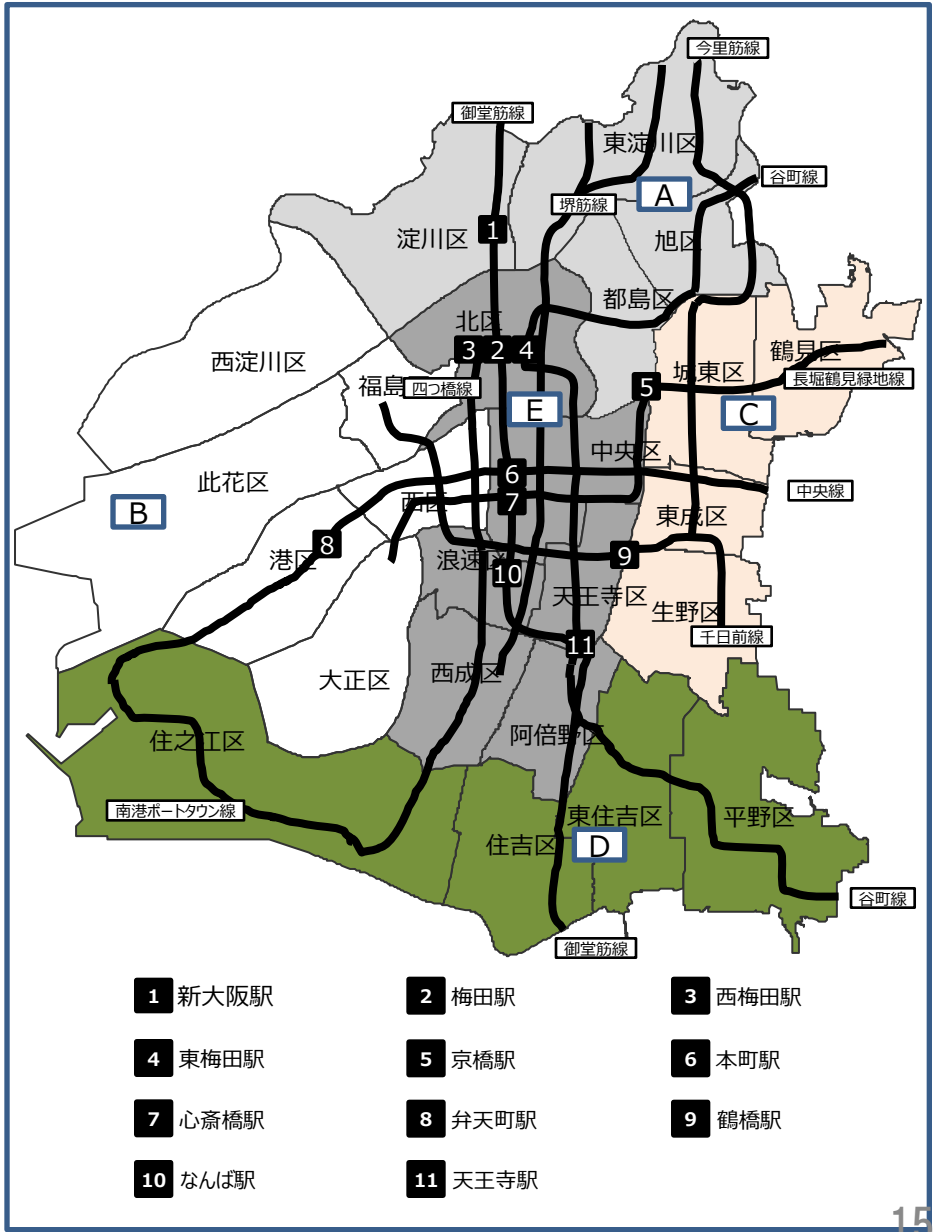 今里筋線
御堂筋線
東淀川区
谷町線
A
堺筋線
1
淀川区
旭区
都島区
北区
3
2
4
鶴見区
西淀川区
城東区
長堀鶴見緑地線
福島
四つ橋線
5
E
C
中央区
6
此花区
中央線
B
西区
7
東成区
8
港区
浪速区
9
10
天王寺区
生野区
千日前線
11
大正区
西成区
阿倍野区
住之江区
南港ポートタウン線
東住吉区
平野区
住吉区
D
谷町線
御堂筋線
1 新大阪駅
2 梅田駅
3 西梅田駅
4 東梅田駅
5 京橋駅
6 本町駅
7 心斎橋駅
8 弁天町駅
9 鶴橋駅
10 なんば駅
11 天王寺駅
15